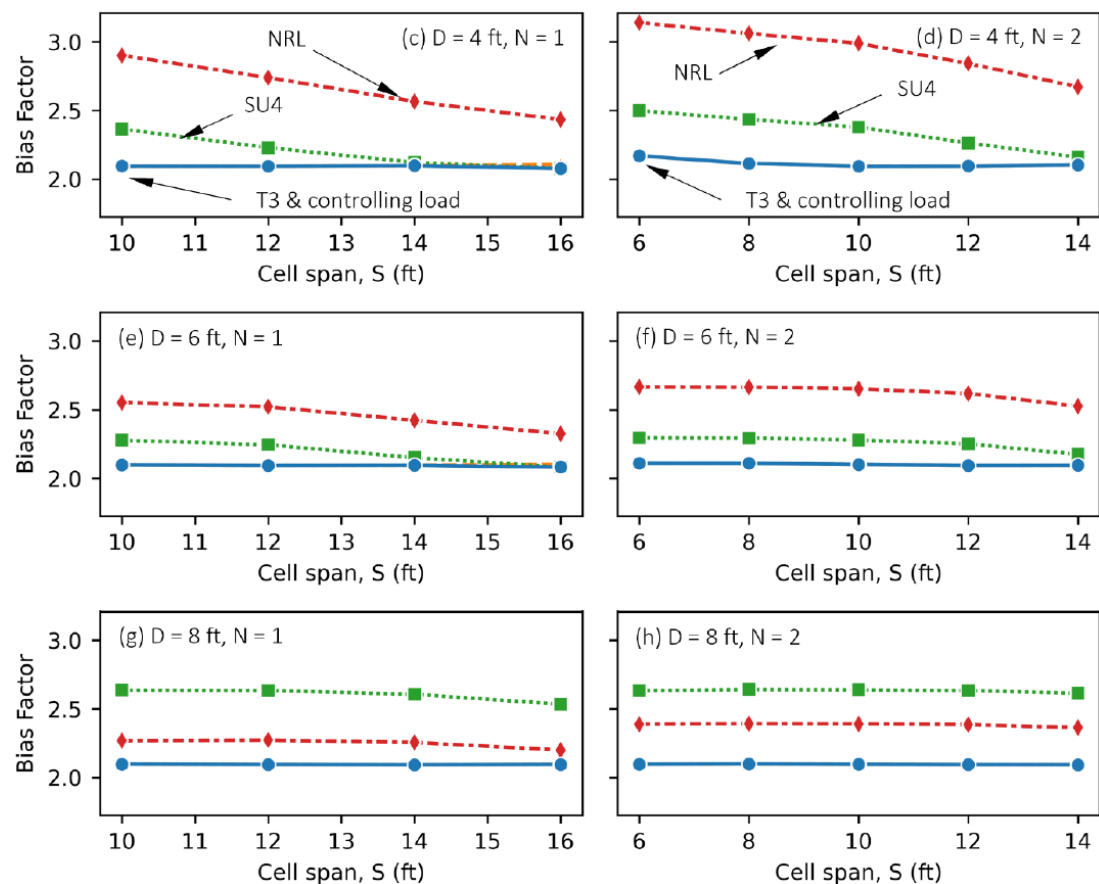 (c) D = 4 ft, N = 1
NRL
SU4
T3 & controlling load
Bias Factor
3.0
2.5
2.0
10 11 12 13 14 15 16
Cell span, S (ft)
(d) D = 4 ft, N = 2
NRL
SU4
T3 & controlling load
6 8 10 12 14
Cell span, S (ft)
(e) D = 6 ft, N = 1
Bias Factor
3.0
2.5
2.0
10 11 12 13 14 15 16
Cell span, S (ft)
(f) D = 6 ft, N = 2
6 8 10 12 14
Cell span, S (ft)
(g) D = 8 ft, N = 1
Bias Factor
3.0
2.5
2.0
10 11 12 13 14 15 16
Cell span, S (ft)
(h) D = 8 ft, N = 2
6 8 10 12 14
Cell span, S (ft)